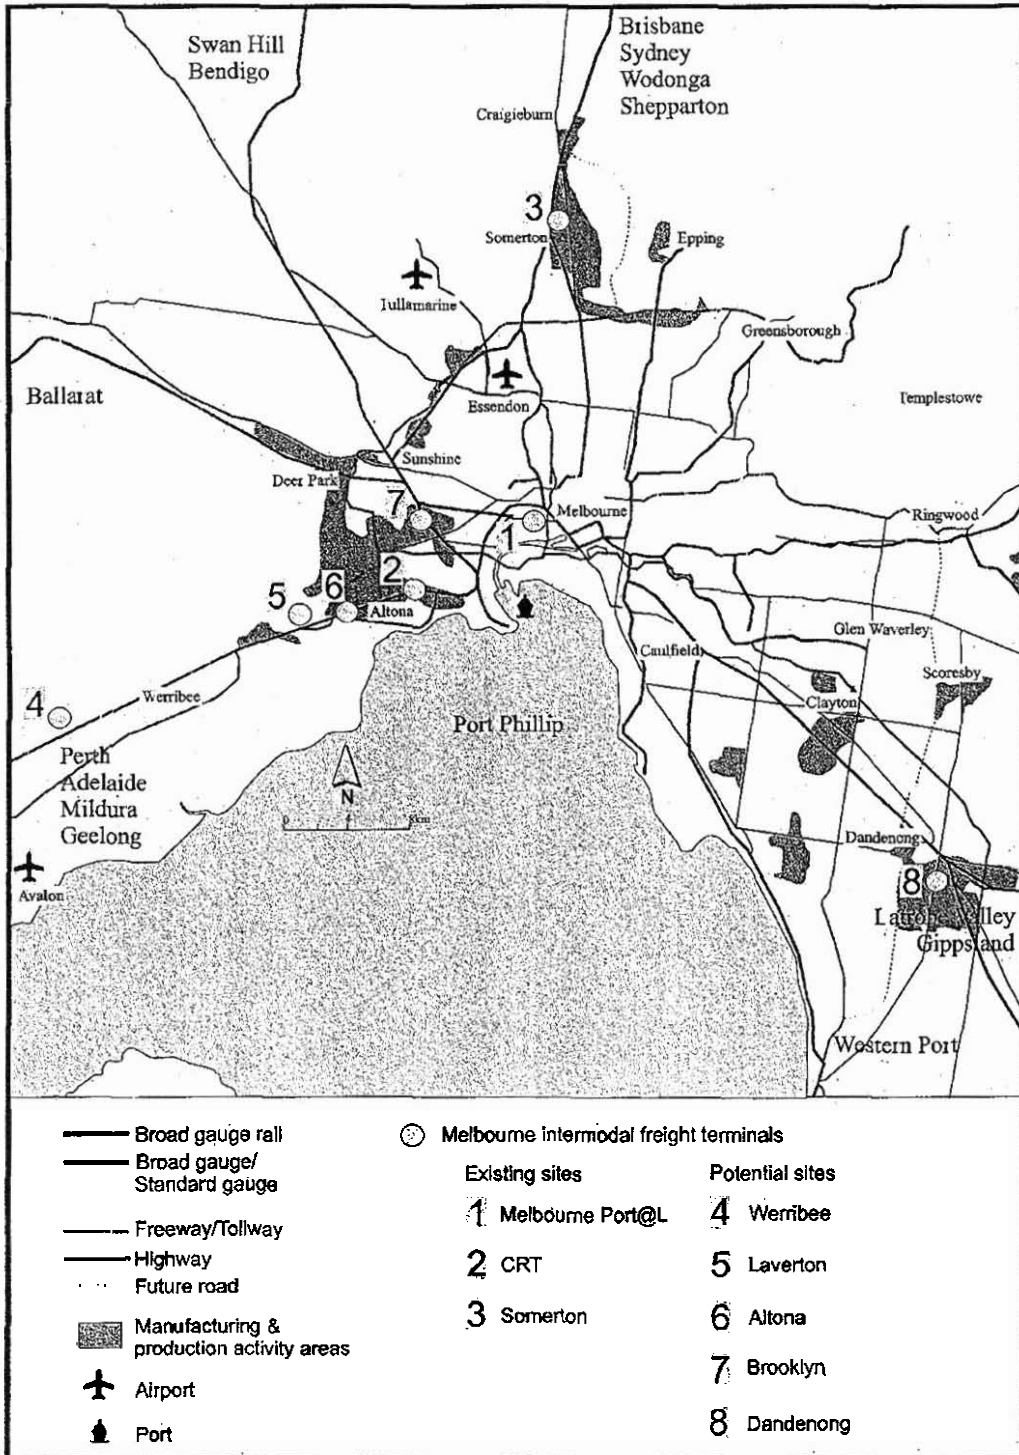 Swan Hill
Bendigo
Brisbane
Sydney
Wodonga
Shepparton
Craigieburn
3
Somerton
Epping
Tullamarine
Greensborough
Ballarat
Essendon
Templestowe
Sunshine
Deer Park
7
Melbourne
Ringwood
1
2
5
6
Altona
Glen Waverley
Caulfield
Scoresby
4
Werribee
Clayton
Port Phillip
Perth
Adelaide
Mildura
Geelong
N
0 4 8km
Dandenong
Avalon
8
Latrobe Valley
Gippsland
Western Port
Broad gauge rail
Broad gauge/
Standard gauge
Freeway/Tollway
Highway
Future road
Manufacturing &
production activity areas
Airport
Port
Melbourne intermodal freight terminals
Existing sites
1 Melbourne Port@L
2 CRT
3 Somerton
Potential sites
4 Werribee
5 Laverton
6 Altona
7 Brooklyn
8 Dandenong